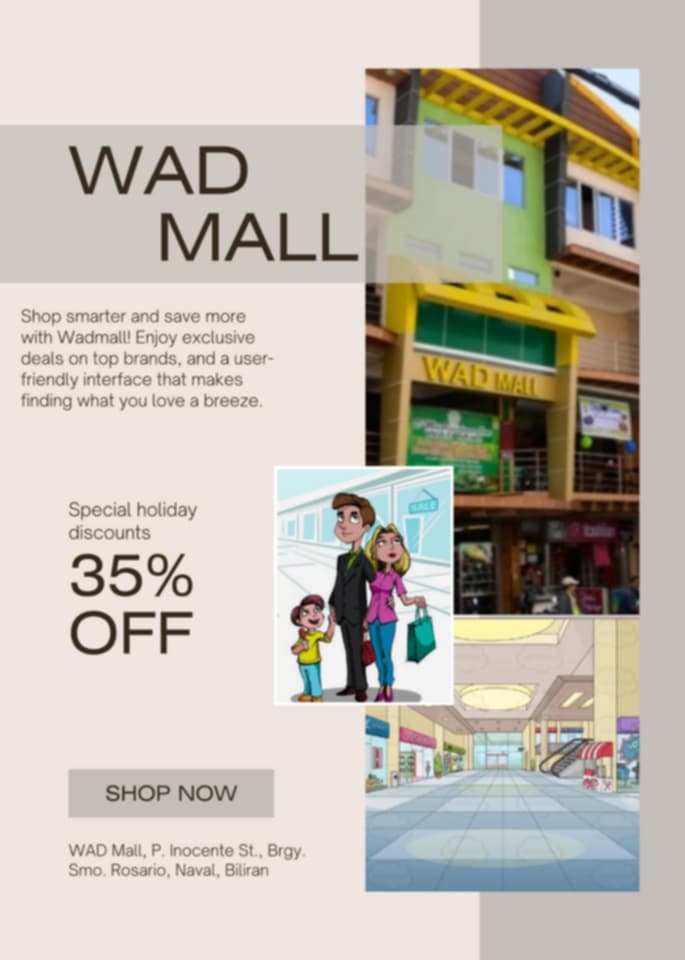 WAD
MALL
Shop smarter and save more
with Wadmall! Enjoy exclusive
deals on top brands, and a user-
friendly interface that makes
finding what you love a breeze.
WAD MALL
Special holiday
discounts
35%
OFF
SALE
SHOP NOW
WAD Mall, P. Inocente St., Brgy.
Smo. Rosario, Naval, Biliran